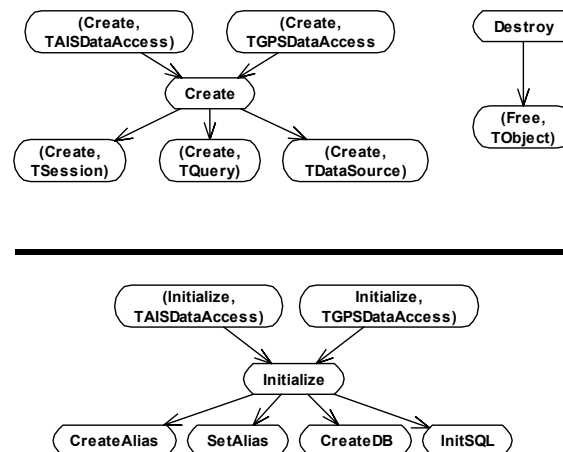 (Create,
TAISDataAccess)
(Create,
TGPSDataAccess
Destroy
Create
(Create,
TSession)
(Create,
TQuery)
(Create,
TDataSource)
(Free,
TObject)
(Initialize,
TAISDataAccess)
Initialize,
TGPSDataAccess)
Initialize
CreateAlias
SetAlias
CreateDB
InitSQL